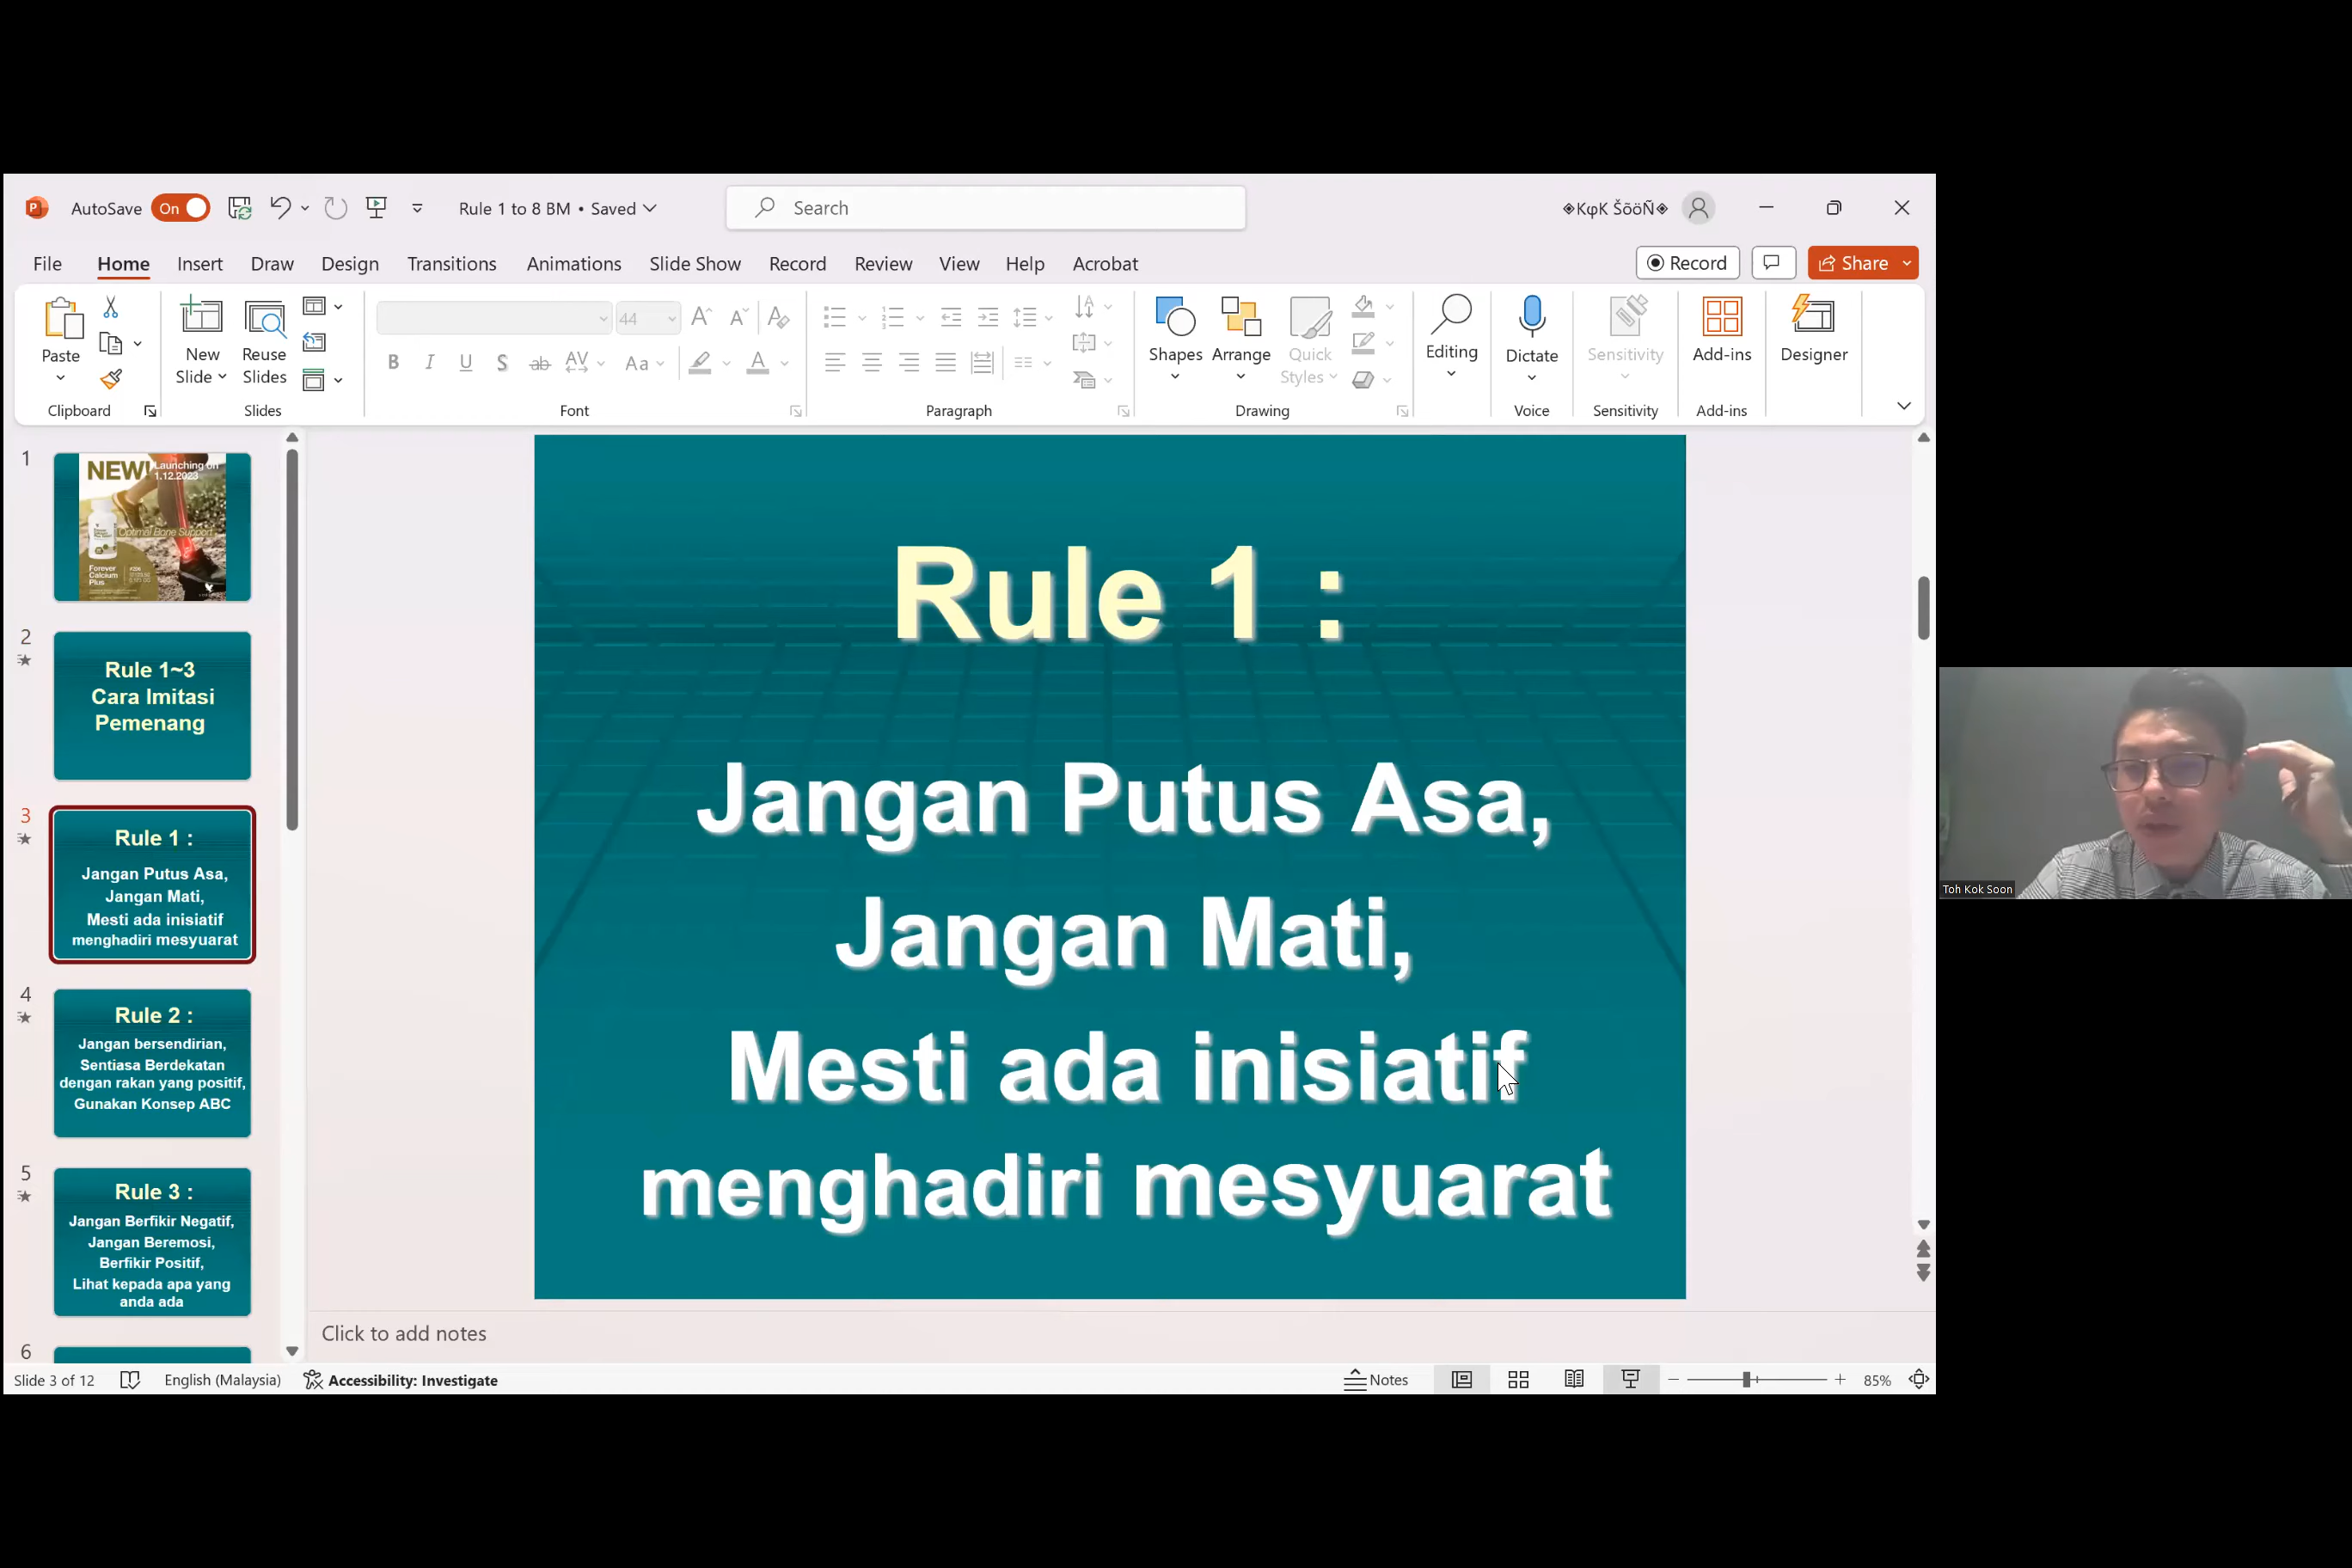 AutoSave On Rule 1 to 8 BM • Saved Search ◈KφK ŠōöÑ◈
File Home Insert Draw Design Transitions Animations Slide Show Record Review View Help Acrobat Record Share
Paste New Slide Reuse Slides 44 Shapes Arrange Quick Styles Editing Dictate Sensitivity Add-ins Designer
Clipboard Slides Font Paragraph Drawing Voice Sensitivity Add-ins
1
NEW! Launching on
1.12.2023
Optimal Bone Support
Forever
Calcium
Plus
2
Rule 1~3
Cara Imitasi
Pemenang
3
Rule 1 :
Jangan Putus Asa,
Jangan Mati,
Mesti ada inisiatif
menghadiri mesyuarat
4
Rule 2 :
Jangan bersendirian,
Sentiasa Berdekatan
dengan rakan yang positif,
Gunakan Konsep ABC
5
Rule 3 :
Jangan Berfikir Negatif,
Jangan Beremosi,
Berfikir Positif,
Lihat kepada apa yang
anda ada
6
Rule 1 :
Jangan Putus Asa,
Jangan Mati,
Mesti ada inisiatif
menghadiri mesyuarat
Toh Kok Soon
Click to add notes
Slide 3 of 12 English (Malaysia) Accessibility: Investigate Notes 85%